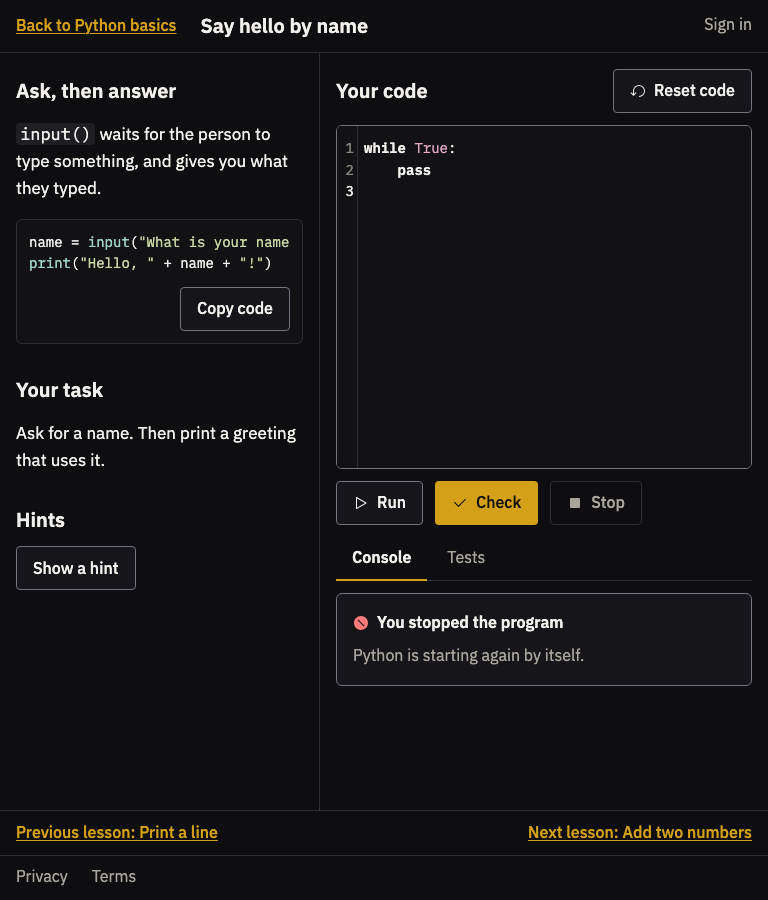 Back to Python basics
Say hello by name
Sign in
Ask, then answer
input() waits for the person to
type something, and gives you what
they typed.
name = input("What is your name
print("Hello, " + name + "!")
Copy code
Your task
Ask for a name. Then print a greeting
that uses it.
Hints
Show a hint
Your code
Reset code
1 while True:
2     pass
3
Run
Check
Stop
Console
Tests
You stopped the program
Python is starting again by itself.
Previous lesson: Print a line
Next lesson: Add two numbers
Privacy
Terms